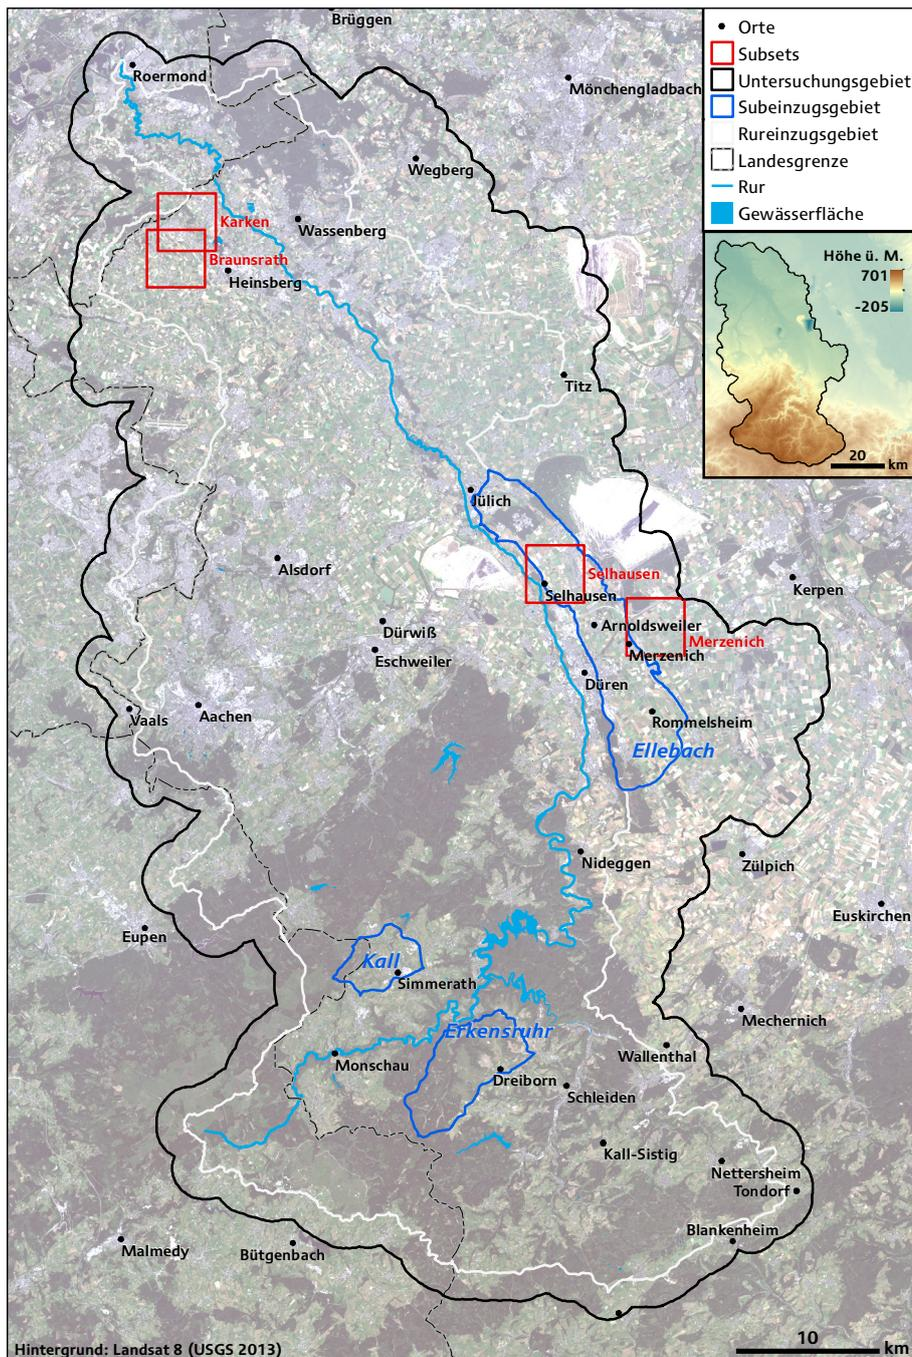 Brüggen
Roermond
Mönchengladbach
Wegberg
Karken
Wassenberg
Braunsrath
Heinsberg
Titz
Jülich
Alsdorf
Selhausen
Selhausen
Kerpen
Arnoldsweiler
Dürwiß
Merzenich
Merzenich
Eschweiler
Düren
Vaals
Aachen
Rommelsheim
Ellebach
Nideggen
Zülpich
Euskirchen
Eupen
Kall
Simmerath
Mechernich
Erkensruhr
Wallenthal
Monschau
Dreiborn
Schleiden
Kall-Sistig
Nettersheim
Tondorf
Blankenheim
Malmedy
Bütgenbach
Hintergrund: Landsat 8 (USGS 2013)
10
km
Orte
Subsets
Untersuchungsgebiet
Subeinzugsgebiet
Rureinzugsgebiet
Landesgrenze
Rur
Gewässerfläche
Höhe ü. M.
701
-205
20
km